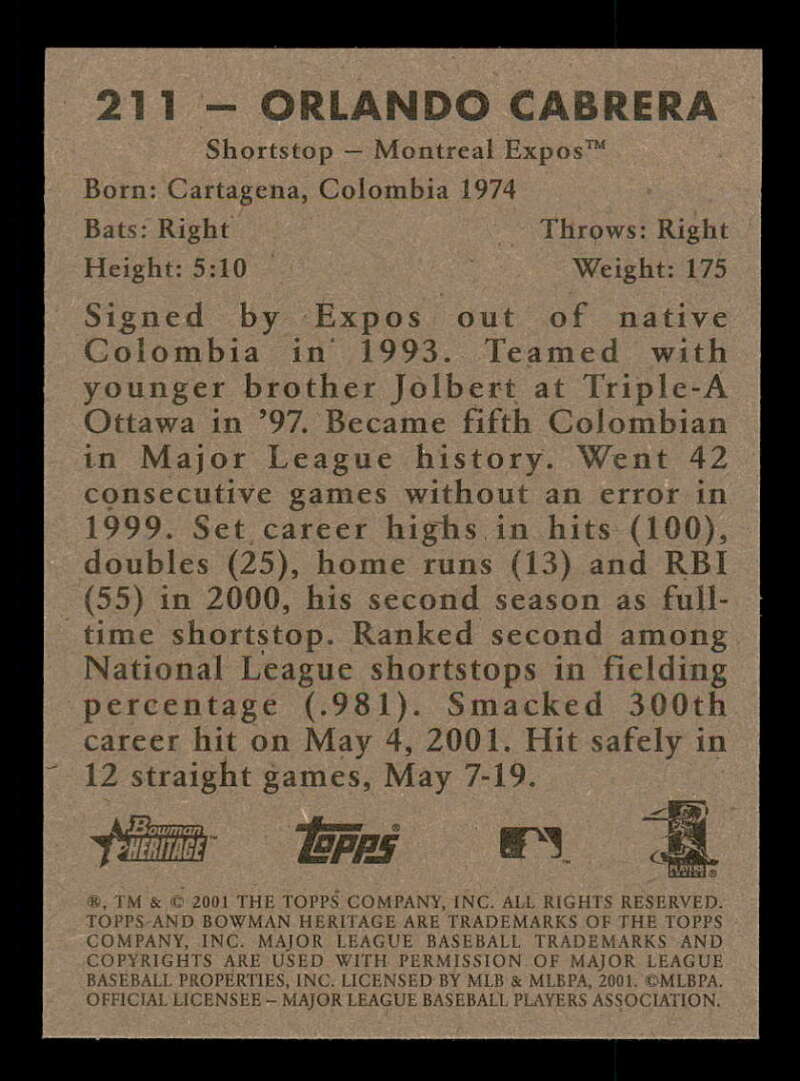 211 – ORLANDO CABRERA
Shortstop – Montreal Expos™
Born: Cartagena, Colombia 1974
Bats: Right Throws: Right
Height: 5:10 Weight: 175
Signed by Expos out of native
Colombia in 1993. Teamed with
younger brother Jolbert at Triple-A
Ottawa in ’97. Became fifth Colombian
in Major League history. Went 42
consecutive games without an error in
1999. Set career highs in hits (100),
doubles (25), home runs (13) and RBI
(55) in 2000, his second season as full-
time shortstop. Ranked second among
National League shortstops in fielding
percentage (.981). Smacked 300th
career hit on May 4, 2001. Hit safely in
12 straight games, May 7-19.
Bowman HERITAGE™ TOPPS® ™ PLAYERS ®
®, TM & © 2001 THE TOPPS COMPANY, INC. ALL RIGHTS RESERVED.
TOPPS AND BOWMAN HERITAGE ARE TRADEMARKS OF THE TOPPS
COMPANY, INC. MAJOR LEAGUE BASEBALL TRADEMARKS AND
COPYRIGHTS ARE USED WITH PERMISSION OF MAJOR LEAGUE
BASEBALL PROPERTIES, INC. LICENSED BY MLB & MLBPA, 2001. ©MLBPA.
OFFICIAL LICENSEE – MAJOR LEAGUE BASEBALL PLAYERS ASSOCIATION.